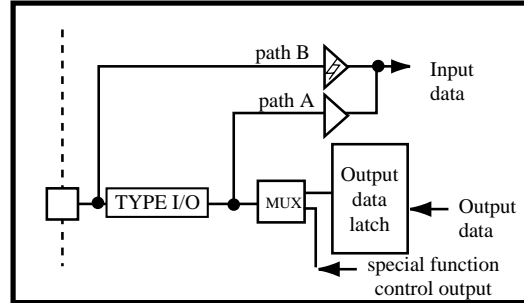 path B
Input
data
path A
TYPE I/O
MUX
Output
data
latch
Output
data
special function
control output